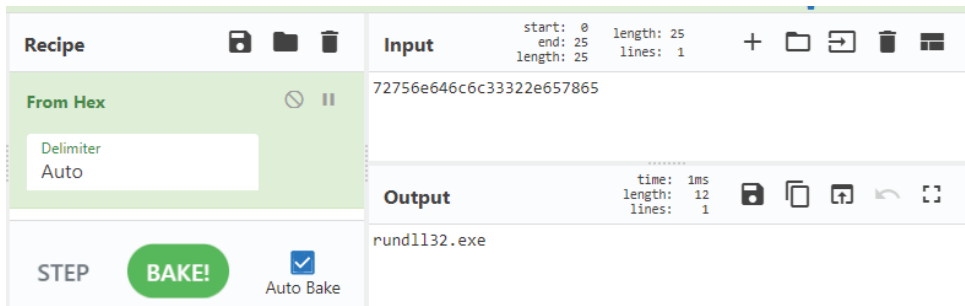 Recipe
From Hex
Delimiter
Auto
STEP
BAKE!
Auto Bake
Input
start: 0
end: 25
length: 25
length: 25
lines: 1
72756e646c6c33322e657865
Output
time: 1ms
length: 12
lines: 1
rundll32.exe